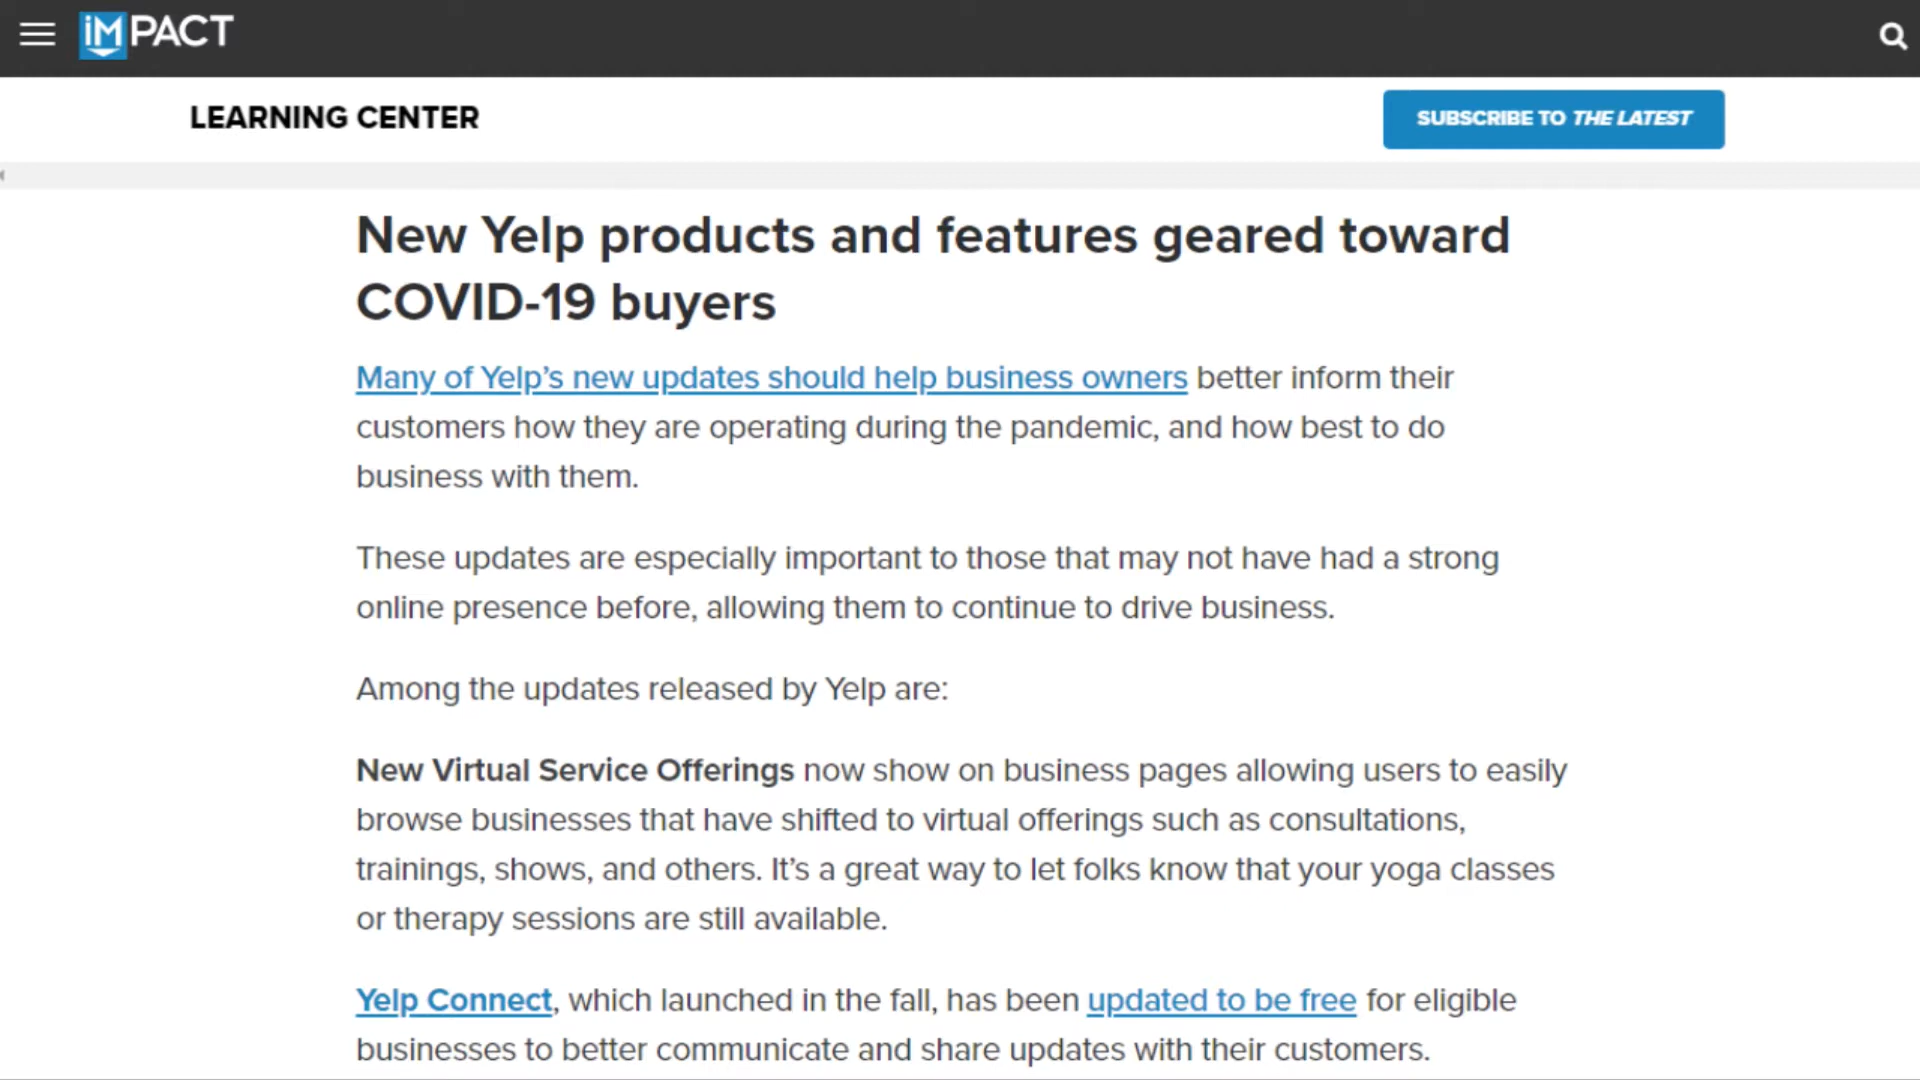 iMPACT
LEARNING CENTER
SUBSCRIBE TO THE LATEST
New Yelp products and features geared toward
COVID-19 buyers
Many of Yelp’s new updates should help business owners better inform their
customers how they are operating during the pandemic, and how best to do
business with them.
These updates are especially important to those that may not have had a strong
online presence before, allowing them to continue to drive business.
Among the updates released by Yelp are:
New Virtual Service Offerings now show on business pages allowing users to easily
browse businesses that have shifted to virtual offerings such as consultations,
trainings, shows, and others. It’s a great way to let folks know that your yoga classes
or therapy sessions are still available.
Yelp Connect, which launched in the fall, has been updated to be free for eligible
businesses to better communicate and share updates with their customers.